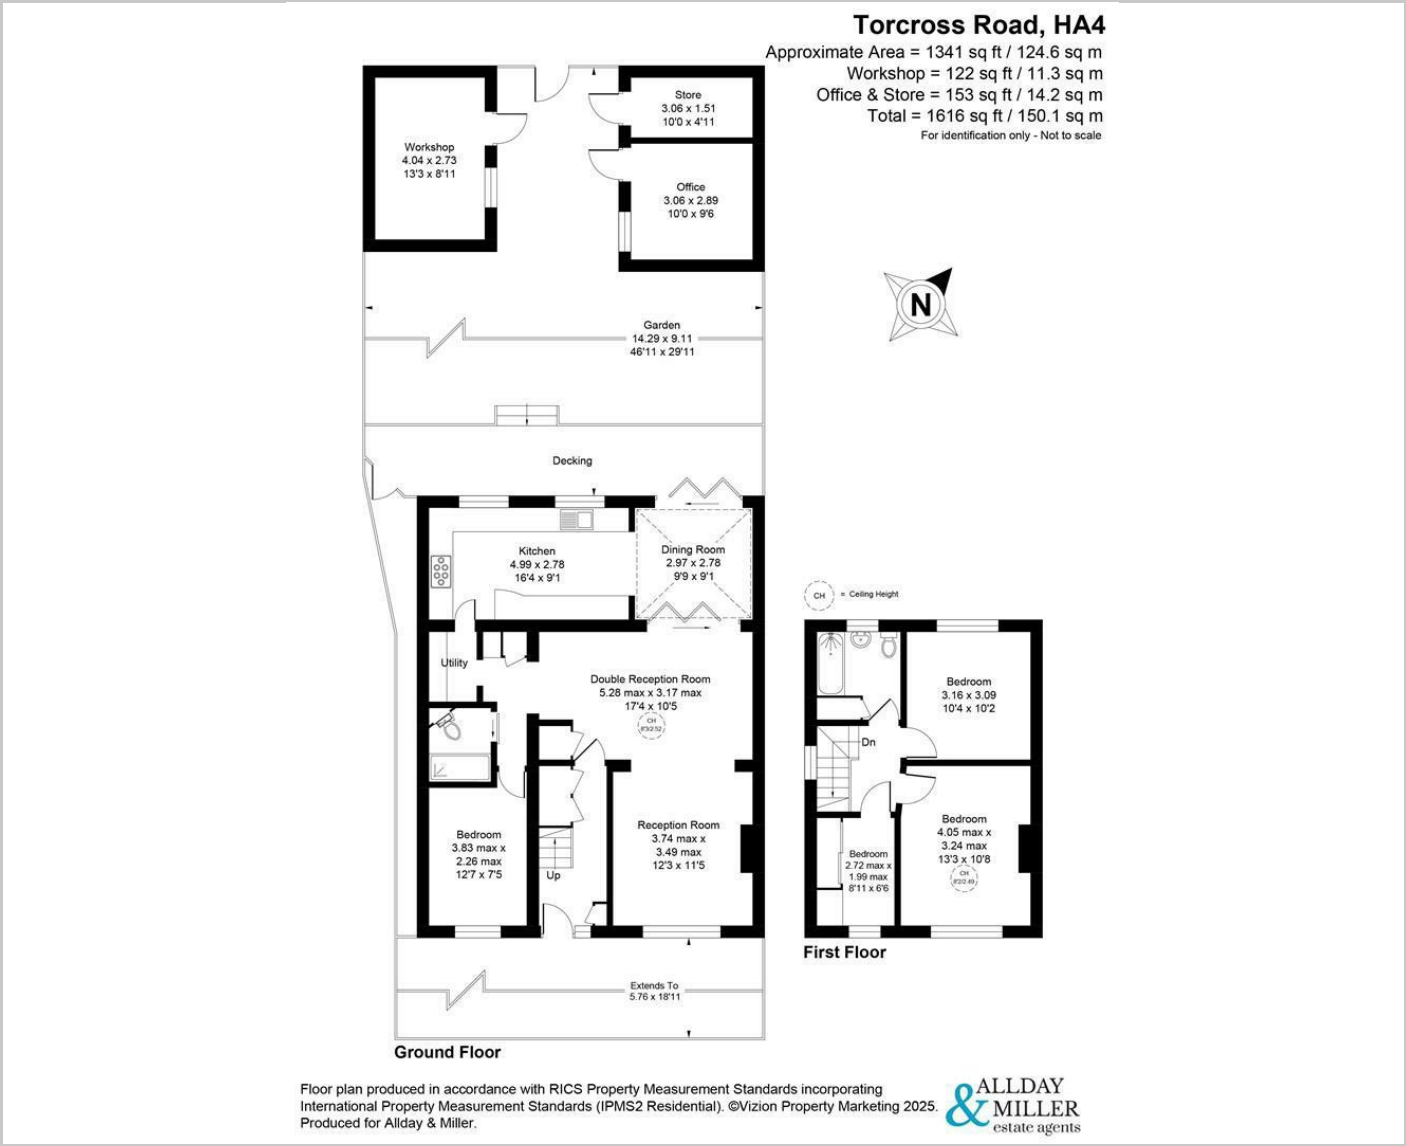 Torcross Road, HA4
Approximate Area = 1341 sq ft / 124.6 sq m
Workshop = 122 sq ft / 11.3 sq m
Office & Store = 153 sq ft / 14.2 sq m
Total = 1616 sq ft / 150.1 sq m
For identification only - Not to scale
Store
3.06 x 1.51
10'0 x 4'11
Workshop
4.04 x 2.73
13'3 x 8'11
Office
3.06 x 2.89
10'0 x 9'6
N
Garden
14.29 x 9.11
46'11 x 29'11
Decking
Kitchen
4.99 x 2.78
16'4 x 9'1
Dining Room
2.97 x 2.78
9'9 x 9'1
CH = Ceiling Height
Utility
Double Reception Room
5.28 max x 3.17 max
17'4 x 10'5
CH
8'3/2.52
Bedroom
3.16 x 3.09
10'4 x 10'2
Dn
Bedroom
3.83 max x
2.26 max
12'7 x 7'5
Up
Reception Room
3.74 max x
3.49 max
12'3 x 11'5
Bedroom
4.05 max x
3.24 max
13'3 x 10'8
CH
8'2/2.49
Bedroom
2.72 max x
1.99 max
8'11 x 6'6
First Floor
Extends To
5.76 x 18'11
Ground Floor
Floor plan produced in accordance with RICS Property Measurement Standards incorporating
International Property Measurement Standards (IPMS2 Residential). ©Vizion Property Marketing 2025.
Produced for Allday & Miller.
ALLDAY
& MILLER
estate agents